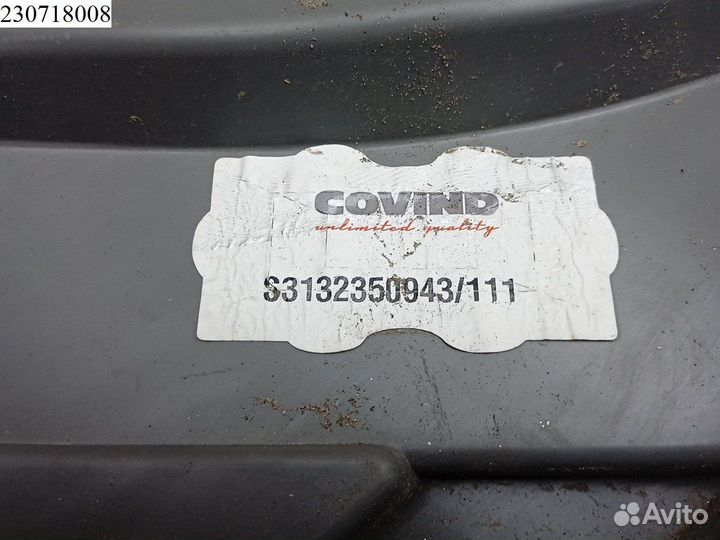 230718008
COVIND
unlimited quality
S3132350943/111
Avito